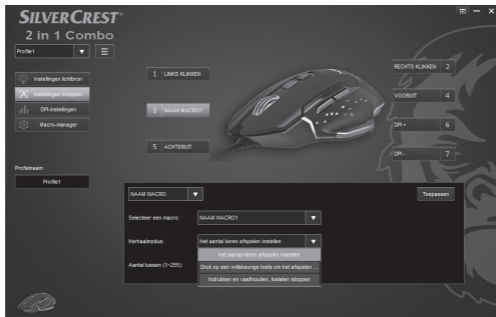 SILVERCREST®
2 in 1 Combo
Profile1
Instellingen lichtbron
Instellingen knoppen
DPI-instellingen
Macro-manager
Profielnaam
Profile1
1 LINKS KLIKKEN
3 NAAM MACRO1
5 ACHTERUIT
RECHTS KLIKKEN 2
VOORUIT 4
DPI + 6
DPI - 7
NAAM MACRO
Toepassen
Selecteer een macro: NAAM MACRO1
Herhaalmodus: Het aantal keren afspelen instellen
Het aantal keren afspelen instellen
Aantal lussen (1~255): Druk op een willekeurige toets om het afspelen ...
Indrukken en vasthouden, loslaten stoppen